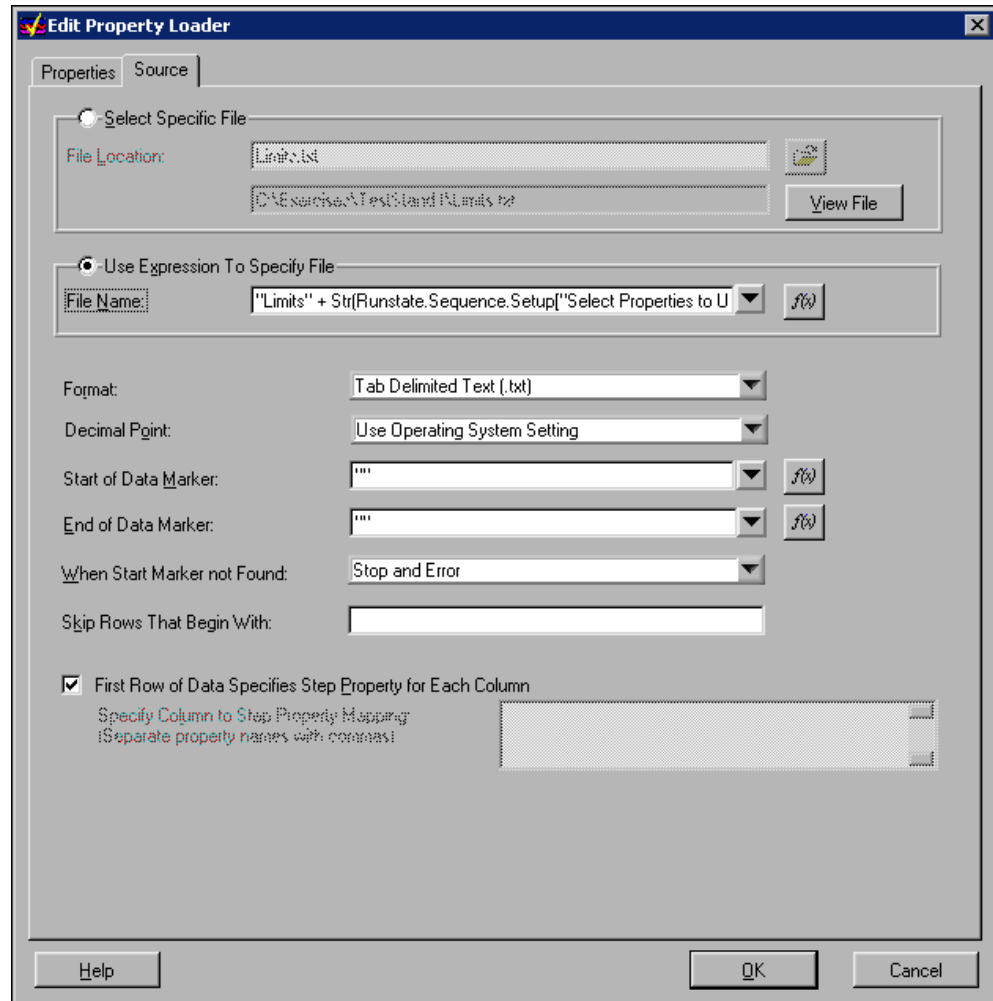 Edit Property Loader
Properties
Source
Select Specific File
File Location:
Limits.txt
C:\Exercises\TestStand I\Limits.txt
View File
Use Expression To Specify File
File Name:
"Limits" + Str(Runstate.Sequence.Setup["Select Properties to U
f(x)
Format:
Tab Delimited Text (.txt)
Decimal Point:
Use Operating System Setting
Start of Data Marker:
""
f(x)
End of Data Marker:
""
f(x)
When Start Marker not Found:
Stop and Error
Skip Rows That Begin With:
First Row of Data Specifies Step Property for Each Column
Specify Column to Step Property Mapping:
(Separate property names with commas)
Help
OK
Cancel